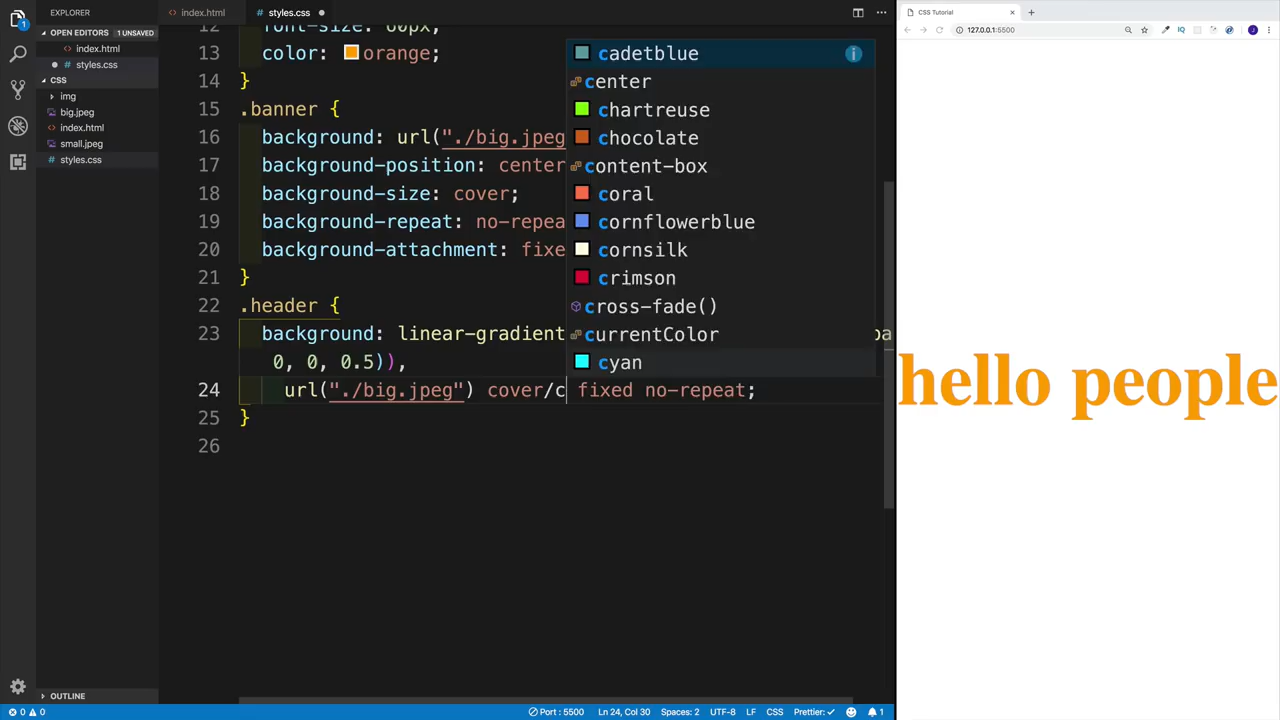 EXPLORER
OPEN EDITORS 1 UNSAVED
index.html
styles.css
CSS
img
big.jpeg
index.html
small.jpeg
styles.css
OUTLINE
index.html
styles.css
13 color: orange;
14 }
15 .banner {
16 background: url("./big.jpeg
17 background-position: center
18 background-size: cover;
19 background-repeat: no-repea
20 background-attachment: fixe
21 }
22 .header {
23 background: linear-gradient
0, 0, 0.5)),
24 url("./big.jpeg") cover/c fixed no-repeat;
25 }
26
cadetblue
center
chartreuse
chocolate
content-box
coral
cornflowerblue
cornsilk
crimson
cross-fade()
currentColor
cyan
0 0
Port : 5500 Ln 24, Col 30 Spaces: 2 UTF-8 LF CSS Prettier: ✓ 1
CSS Tutorial
127.0.0.1:5500
hello people